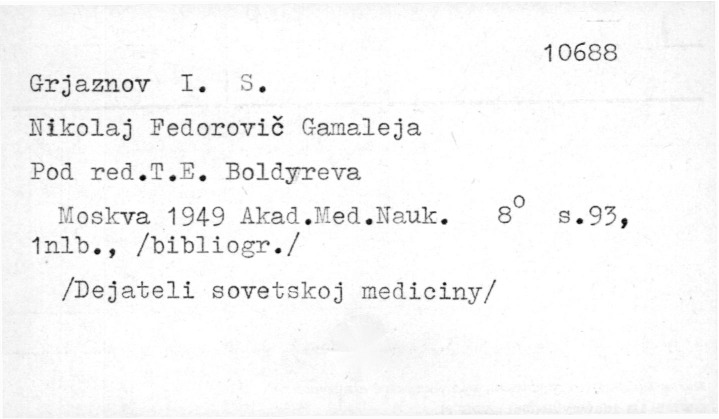 10688
Grjaznov I. S.
Nikolaj Fedorovič Gamaleja
Pod red.T.E. Boldyreva
Moskva 1949 Akad.Med.Nauk. 8° s.93,
1nlb., /bibliogr./
/Dejateli sovetskoj mediciny/